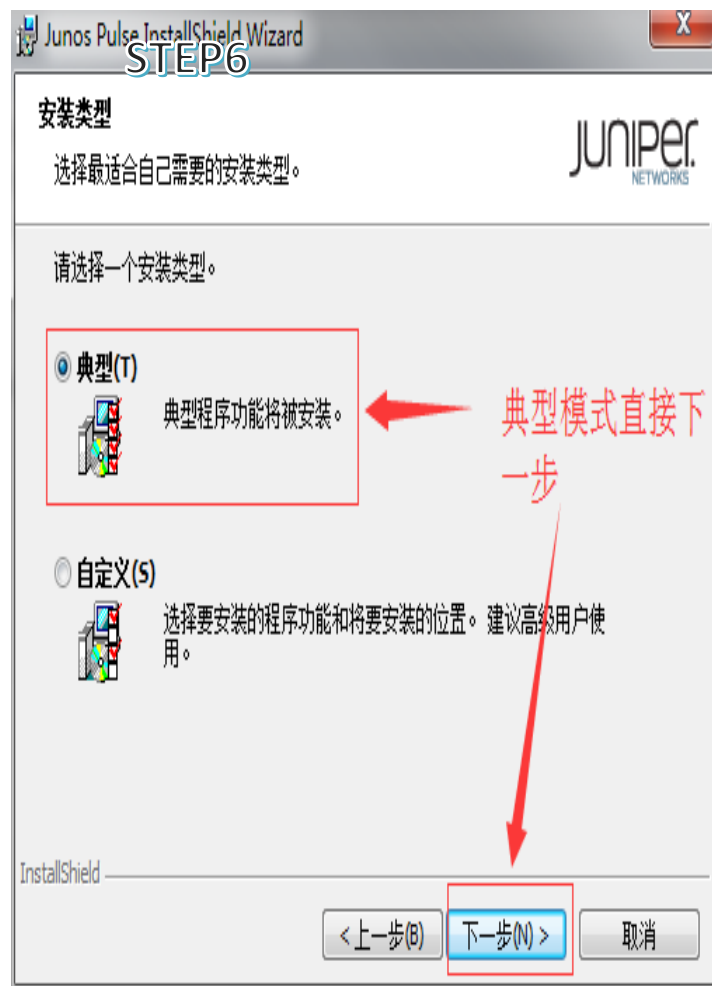 Junos Pulse InstallShield Wizard
STEP6
安装类型
选择最适合自己需要的安装类型。
JUNIPER
NETWORKS
请选择一个安装类型。
典型(T)
典型程序功能将被安装。
典型模式直接下
一步
自定义(S)
选择要安装的程序功能和将要安装的位置。建议高级用户使
用。
InstallShield
<上一步(B)
下一步(N) >
取消